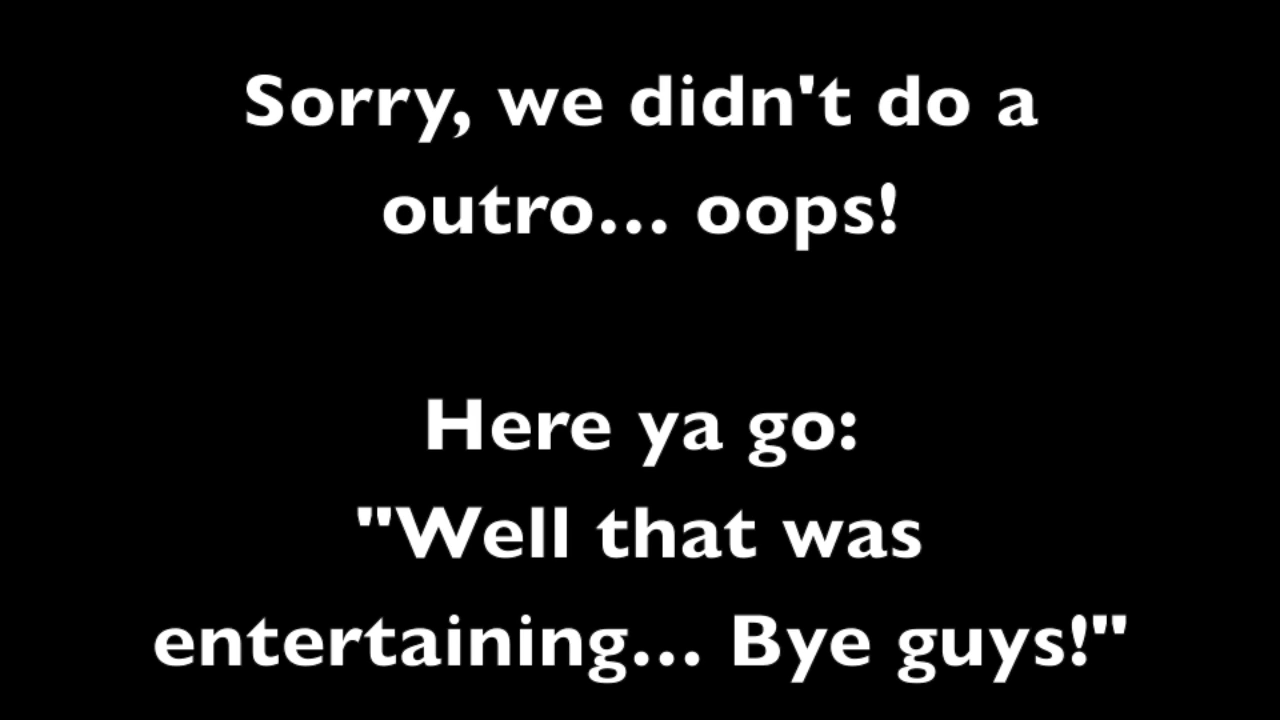 Sorry, we didn't do a
outro... oops!
Here ya go:
"Well that was
entertaining... Bye guys!"